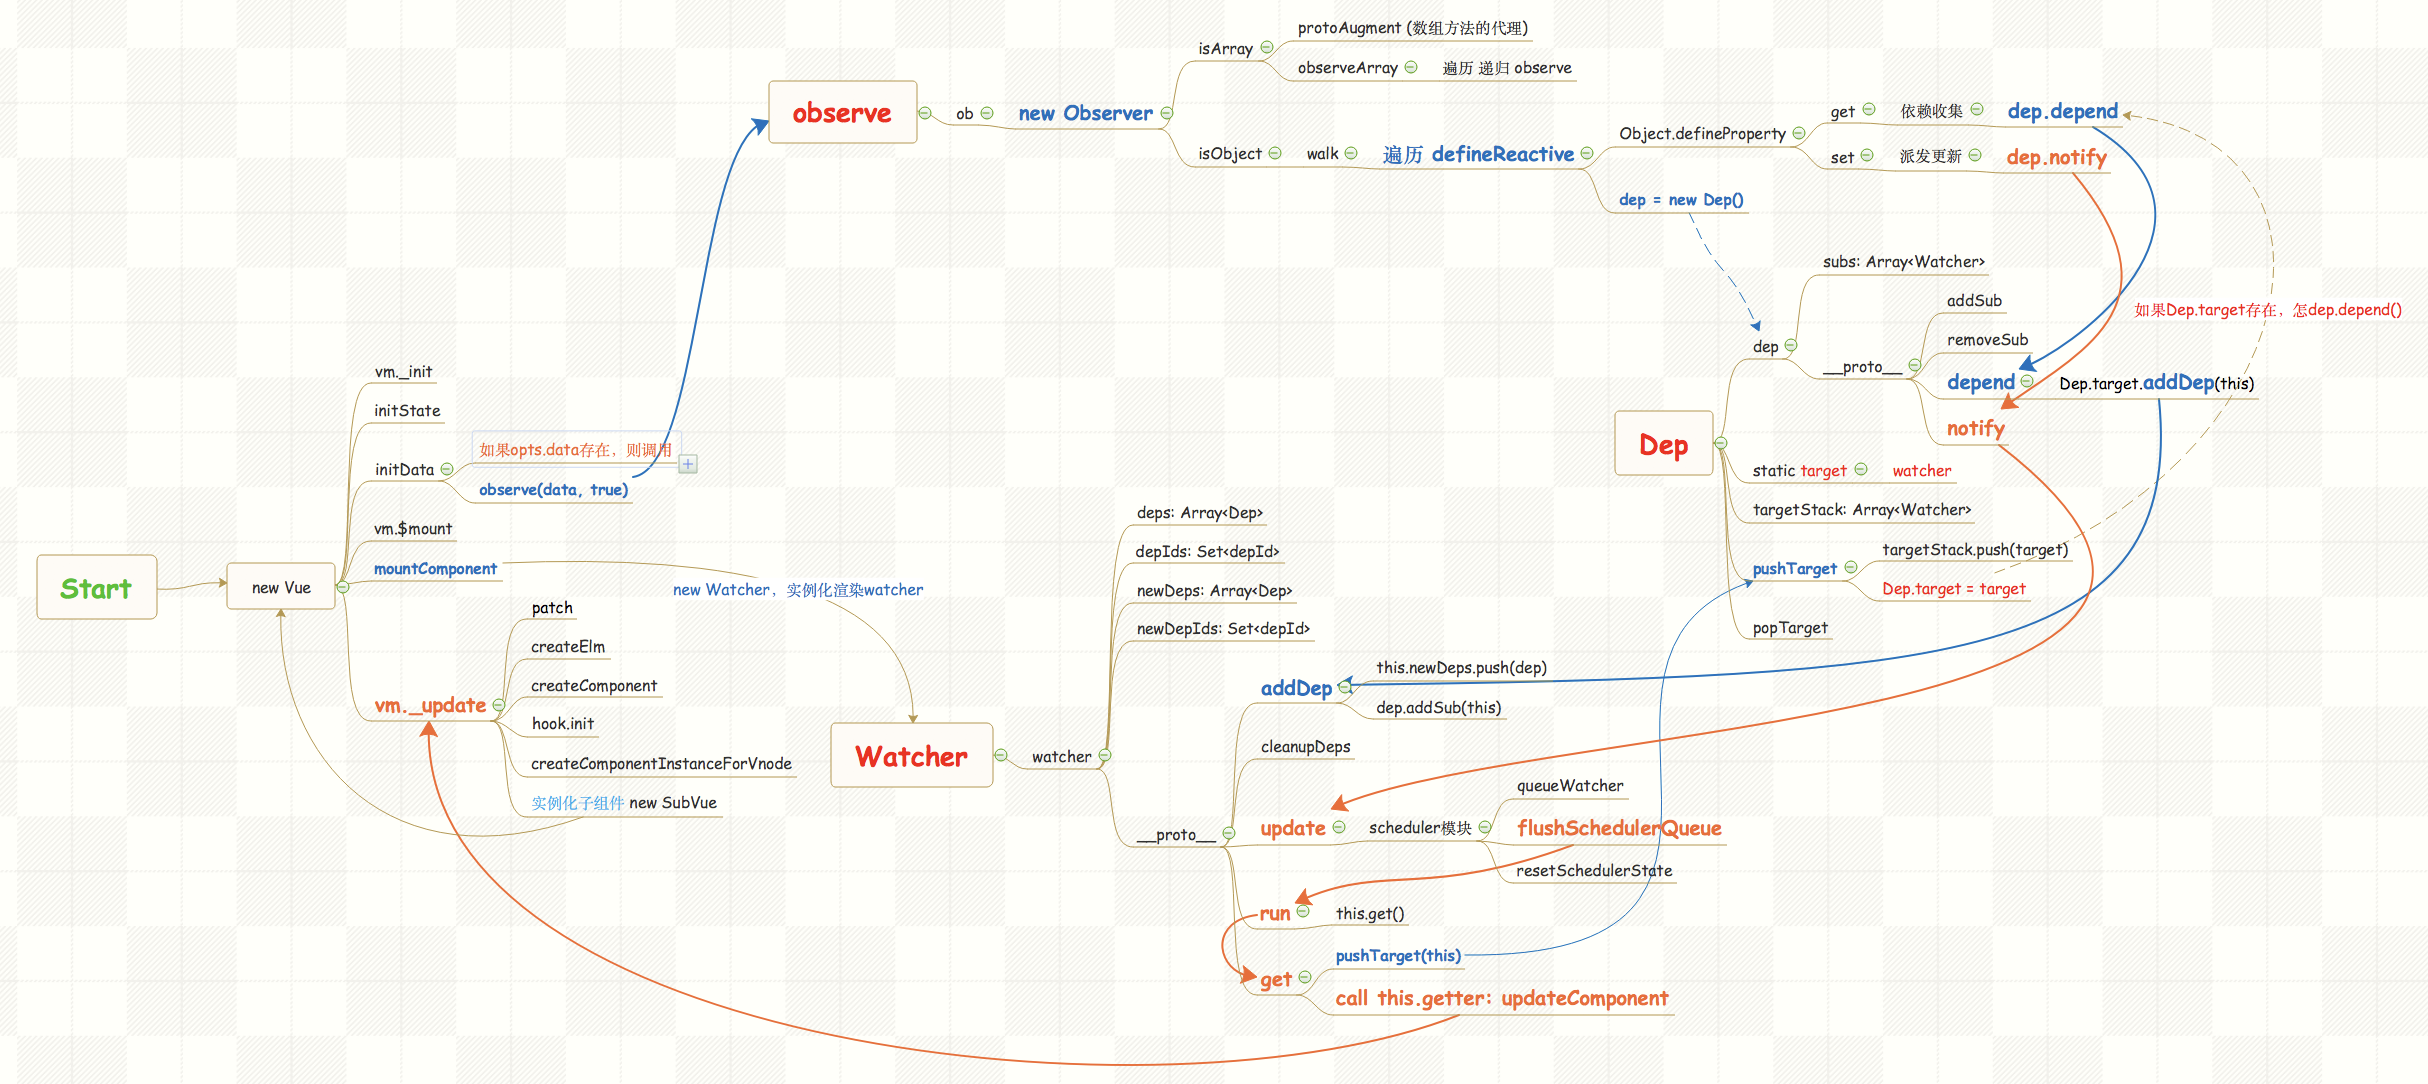 Start
new Vue
vm._init
initState
initData
如果opts.data存在，则调用
observe(data, true)
vm.$mount
mountComponent
new Watcher，实例化渲染watcher
vm._update
patch
createElm
createComponent
hook.init
createComponentInstanceForVnode
实例化子组件 new SubVue
observe
ob
new Observer
isArray
protoAugment (数组方法的代理)
observeArray
遍历 递归 observe
isObject
walk
遍历 defineReactive
Object.defineProperty
get
依赖收集
dep.depend
set
派发更新
dep.notify
dep = new Dep()
如果Dep.target存在，怎dep.depend()
Dep
dep
subs: Array<Watcher>
__proto__
addSub
removeSub
depend
Dep.target.addDep(this)
notify
static target
watcher
targetStack: Array<Watcher>
pushTarget
targetStack.push(target)
Dep.target = target
popTarget
Watcher
watcher
deps: Array<Dep>
depIds: Set<depId>
newDeps: Array<Dep>
newDepIds: Set<depId>
__proto__
addDep
this.newDeps.push(dep)
dep.addSub(this)
cleanupDeps
update
scheduler模块
queueWatcher
flushSchedulerQueue
resetSchedulerState
run
this.get()
get
pushTarget(this)
call this.getter: updateComponent